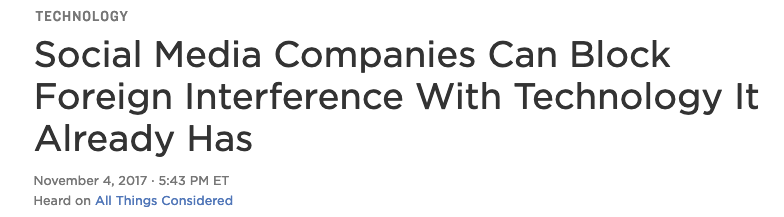 TECHNOLOGY
Social Media Companies Can Block
Foreign Interference With Technology It
Already Has
November 4, 2017 · 5:43 PM ET
Heard on All Things Considered